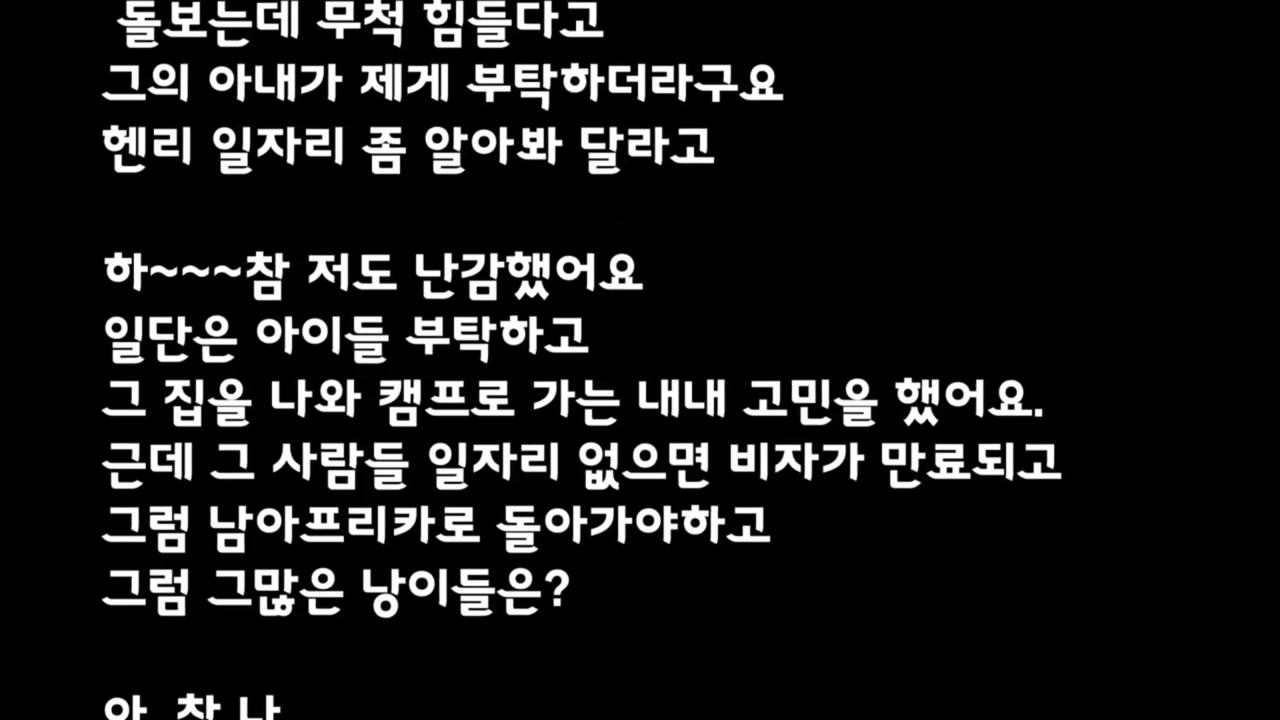 돌보는데 무척 힘들다고
그의 아내가 제게 부탁하더라구요
헨리 일자리 좀 알아봐 달라고
하~~~참 저도 난감했어요
일단은 아이들 부탁하고
그 집을 나와 캠프로 가는 내내 고민을 했어요.
근데 그 사람들 일자리 없으면 비자가 만료되고
그럼 남아프리카로 돌아가야하고
그럼 그많은 냥이들은?